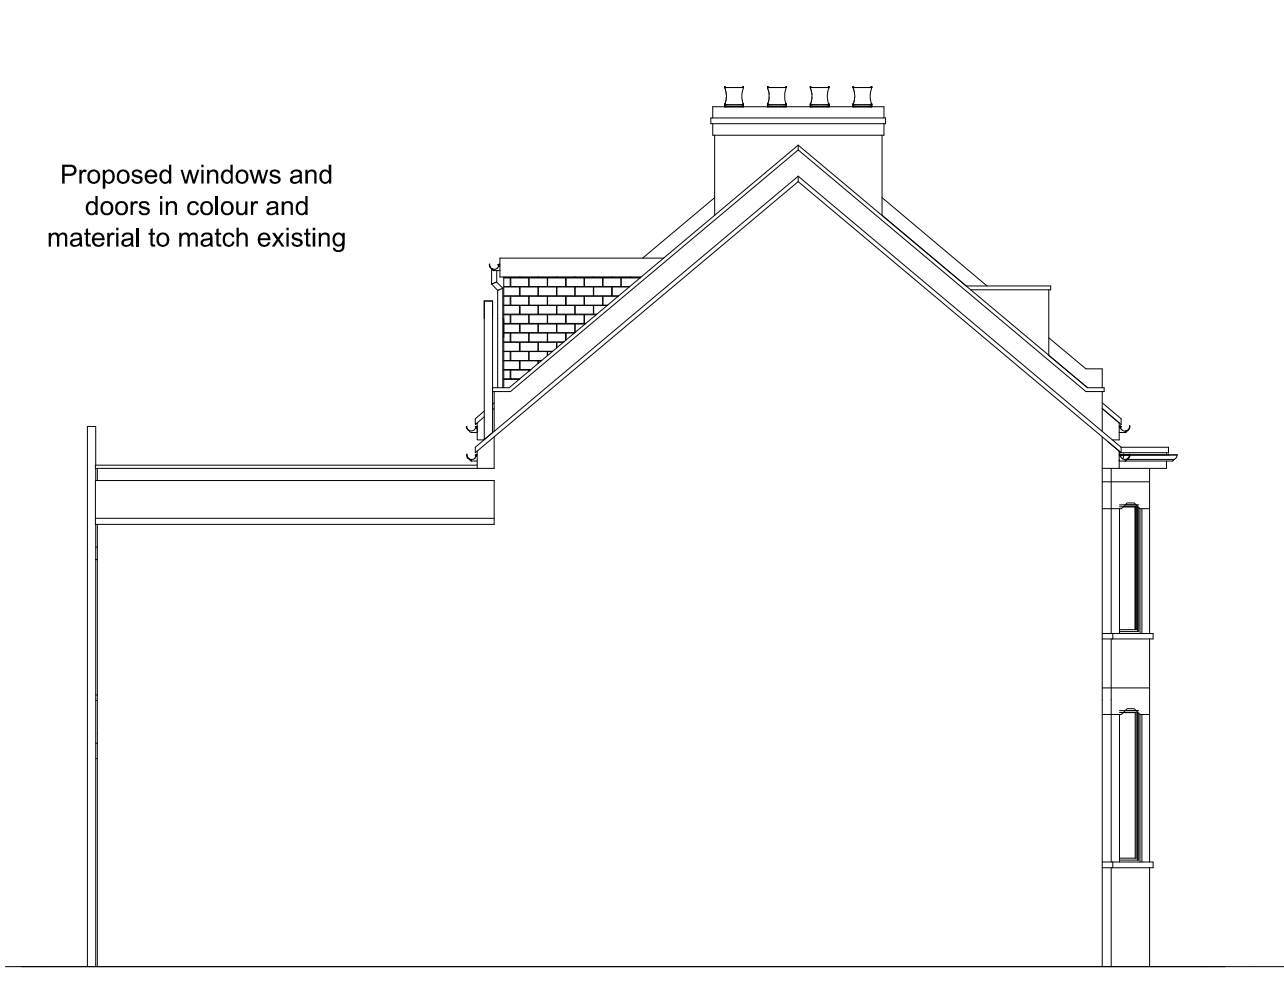 Proposed windows and
doors in colour and
material to match existing